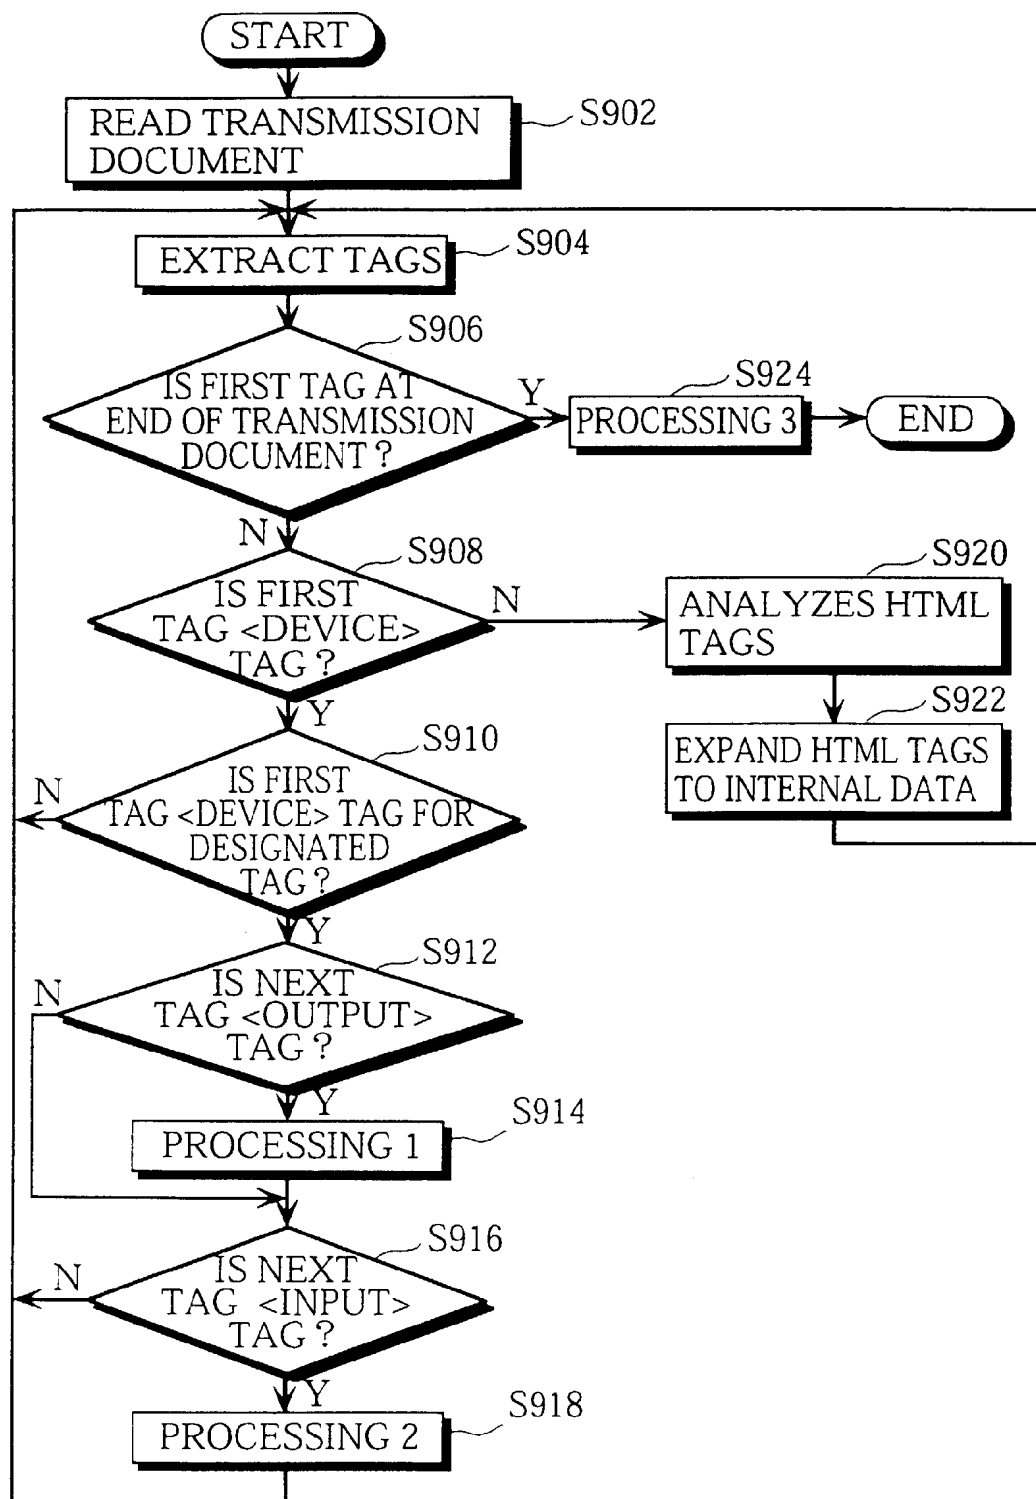 START
READ TRANSMISSION
DOCUMENT
S902
EXTRACT TAGS
S904
S906
IS FIRST TAG AT
END OF TRANSMISSION
DOCUMENT ?
Y
S924
PROCESSING 3
END
N
S908
IS FIRST
TAG <DEVICE>
TAG ?
N
S920
ANALYZES HTML
TAGS
S922
EXPAND HTML TAGS
TO INTERNAL DATA
Y
S910
IS FIRST
TAG <DEVICE> TAG FOR
DESIGNATED
TAG ?
N
Y
S912
IS NEXT
TAG <OUTPUT>
TAG ?
N
Y
S914
PROCESSING 1
S916
IS NEXT
TAG <INPUT>
TAG ?
N
Y
S918
PROCESSING 2